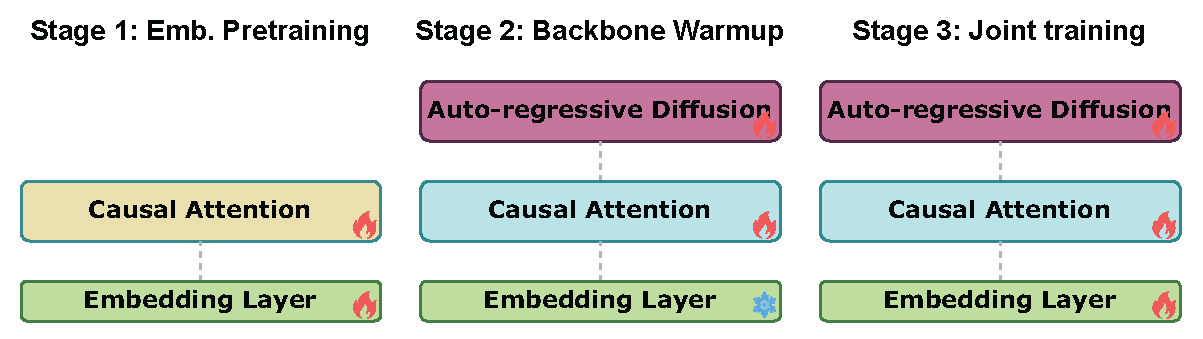 Stage 1: Emb. Pretraining
Stage 2: Backbone Warmup
Stage 3: Joint training
Auto-regressive Diffusion
Auto-regressive Diffusion
Causal Attention
Causal Attention
Causal Attention
Embedding Layer
Embedding Layer
Embedding Layer